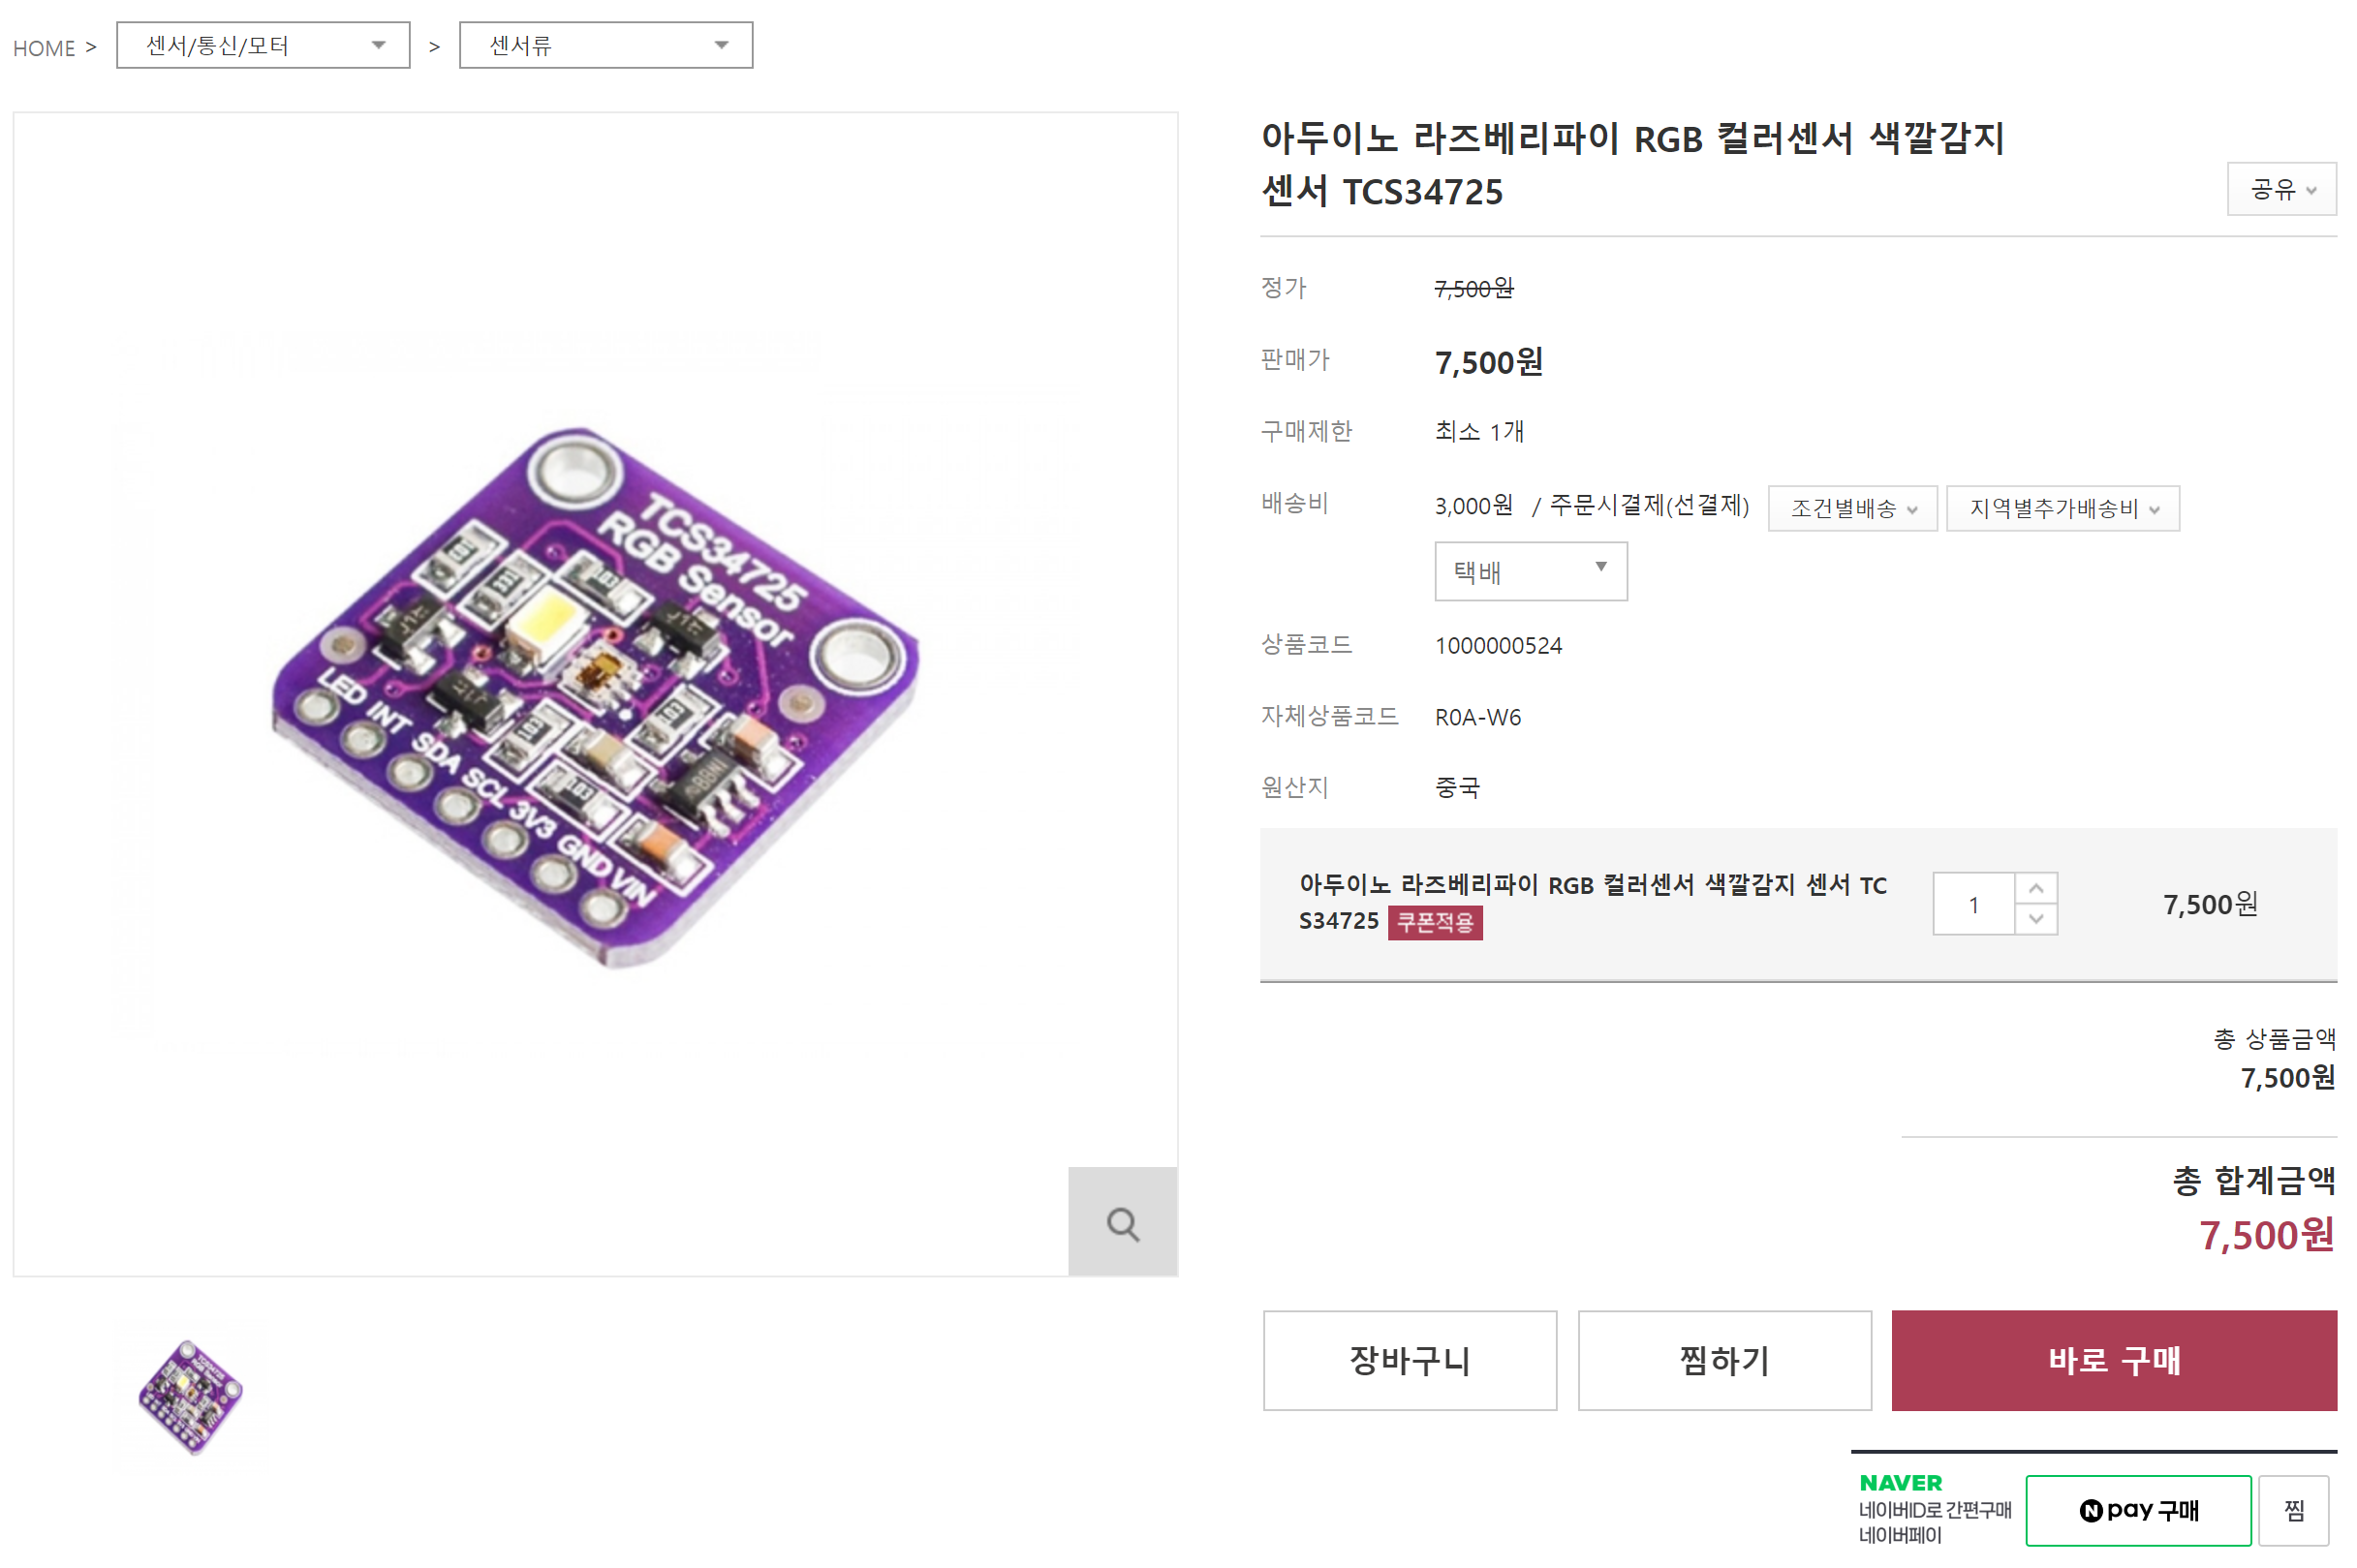 HOME > 센서/통신/모터 > 센서류
아두이노 라즈베리파이 RGB 컬러센서 색깔감지
센서 TCS34725
공유
정가 7,500원
판매가 7,500원
구매제한 최소 1개
배송비 3,000원 / 주문시결제(선결제) 조건별배송 지역별추가배송비
택배
상품코드 1000000524
자체상품코드 R0A-W6
원산지 중국
아두이노 라즈베리파이 RGB 컬러센서 색깔감지 센서 TC
S34725 쿠폰적용
1
7,500원
총 상품금액
7,500원
총 합계금액
7,500원
장바구니 찜하기 바로 구매
NAVER
네이버ID로 간편구매
네이버페이
N pay 구매
찜
TCS34725
RGB Sensor
LED INT SDA SCL 3V3 GND VIN
103
103
103
103